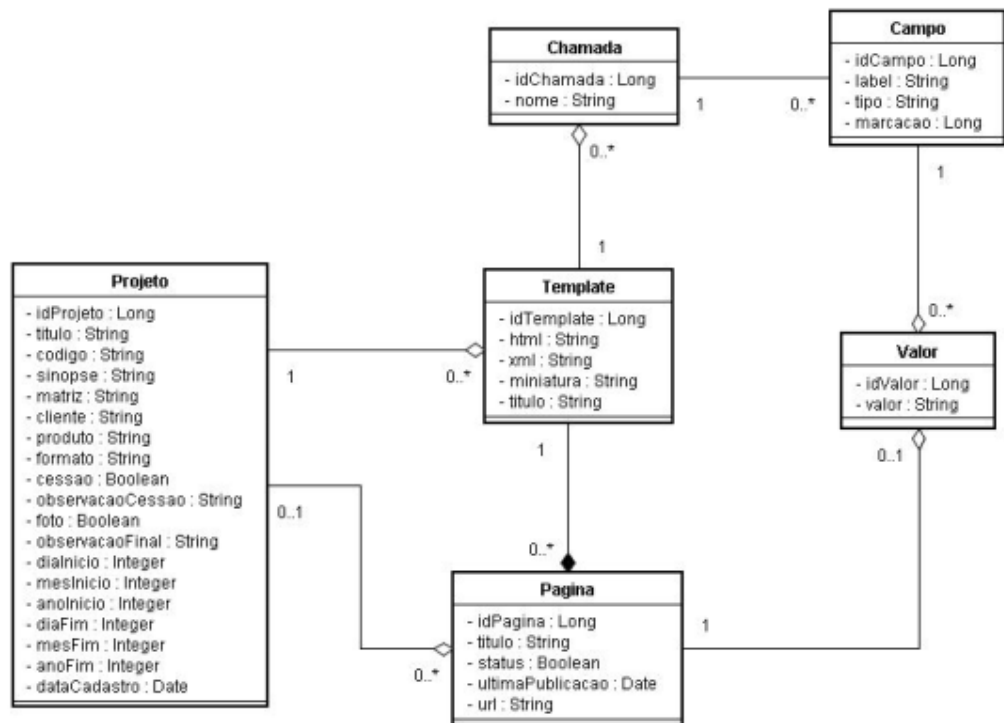 Chamada
- idChamada : Long
- nome : String
Campo
- idCampo : Long
- label : String
- tipo : String
- marcacao : Long
1
0..*
0..*
1
1
0..*
Projeto
- idProjeto : Long
- titulo : String
- codigo : String
- sinopse : String
- matriz : String
- cliente : String
- produto : String
- formato : String
- cessao : Boolean
- observacaoCessao : String
- foto : Boolean
- observacaoFinal : String
- diaInicio : Integer
- mesInicio : Integer
- anoInicio : Integer
- diaFim : Integer
- mesFim : Integer
- anoFim : Integer
- dataCadastro : Date
Template
- idTemplate : Long
- html : String
- xml : String
- miniatura : String
- titulo : String
Valor
- idValor : Long
- valor : String
1
0..*
1
0..1
0..1
0..*
Pagina
- idPagina : Long
- titulo : String
- status : Boolean
- ultimaPublicacao : Date
- url : String
1
0..*